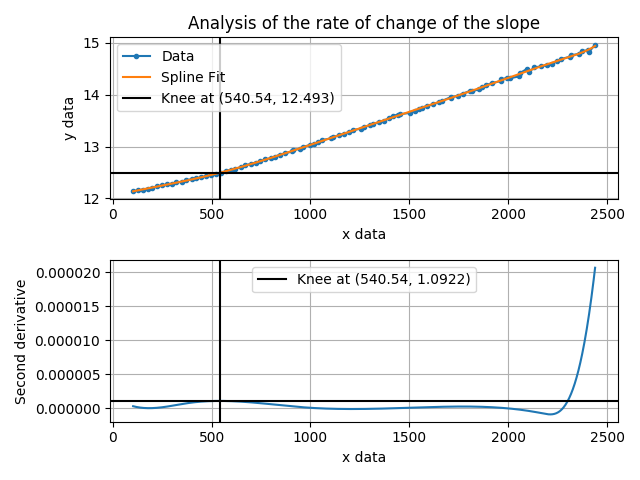 Analysis of the rate of change of the slope
15
14
13
12
y data
Data
Spline Fit
Knee at (540.54, 12.493)
0
500
1000
1500
2000
2500
x data
0.000020
0.000015
0.000010
0.000005
0.000000
Second derivative
Knee at (540.54, 1.0922)
0
500
1000
1500
2000
2500
x data